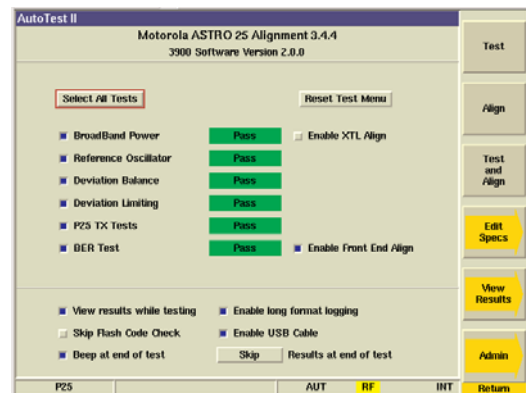 AutoTest II
Motorola ASTRO 25 Alignment 3.4.4
3900 Software Version 2.0.0
Select All Tests
Reset Test Menu
BroadBand Power Pass Enable XTL Align
Reference Oscillator Pass
Deviation Balance Pass
Deviation Limiting Pass
P25 TX Tests Pass
BER Test Pass Enable Front End Align
View results while testing Enable long format logging
Skip Flash Code Check Enable USB Cable
Beep at end of test Skip Results at end of test
P25 AUT RF INT
Test
Align
Test
and
Align
Edit
Specs
View
Results
Admin
Return